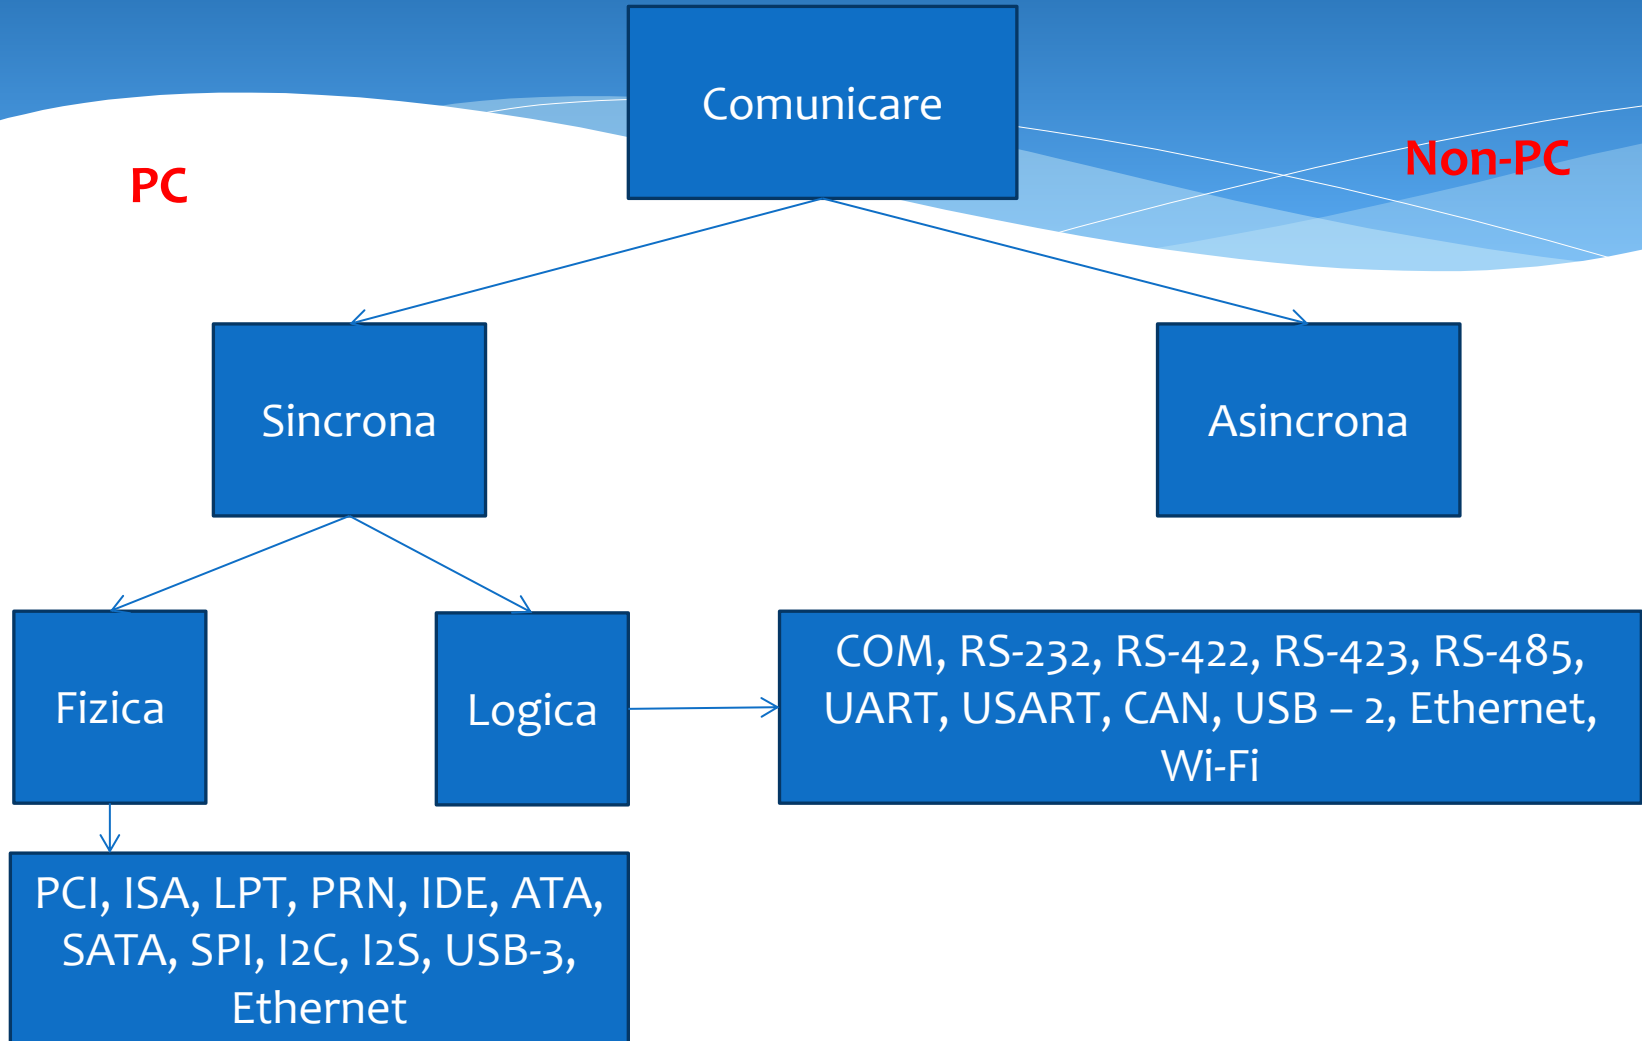 Comunicare
PC
Non-PC
Sincrona
Asincrona
Fizica
Logica
COM, RS-232, RS-422, RS-423, RS-485,
UART, USART, CAN, USB – 2, Ethernet,
Wi-Fi
PCI, ISA, LPT, PRN, IDE, ATA,
SATA, SPI, I2C, I2S, USB-3,
Ethernet